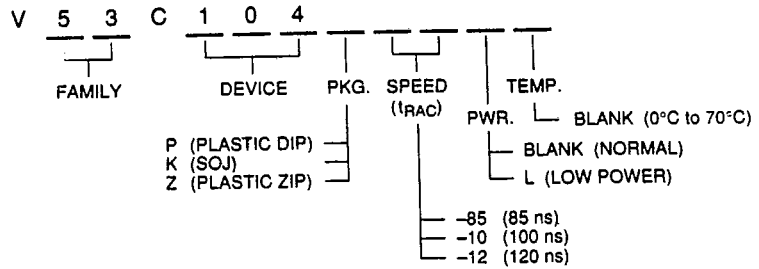 V 5 3 C 1 0 4
FAMILY DEVICE PKG. SPEED (tRAC) PWR. TEMP.
BLANK (0°C to 70°C)
P (PLASTIC DIP)
K (SOJ)
Z (PLASTIC ZIP)
BLANK (NORMAL)
L (LOW POWER)
–85 (85 ns)
–10 (100 ns)
–12 (120 ns)